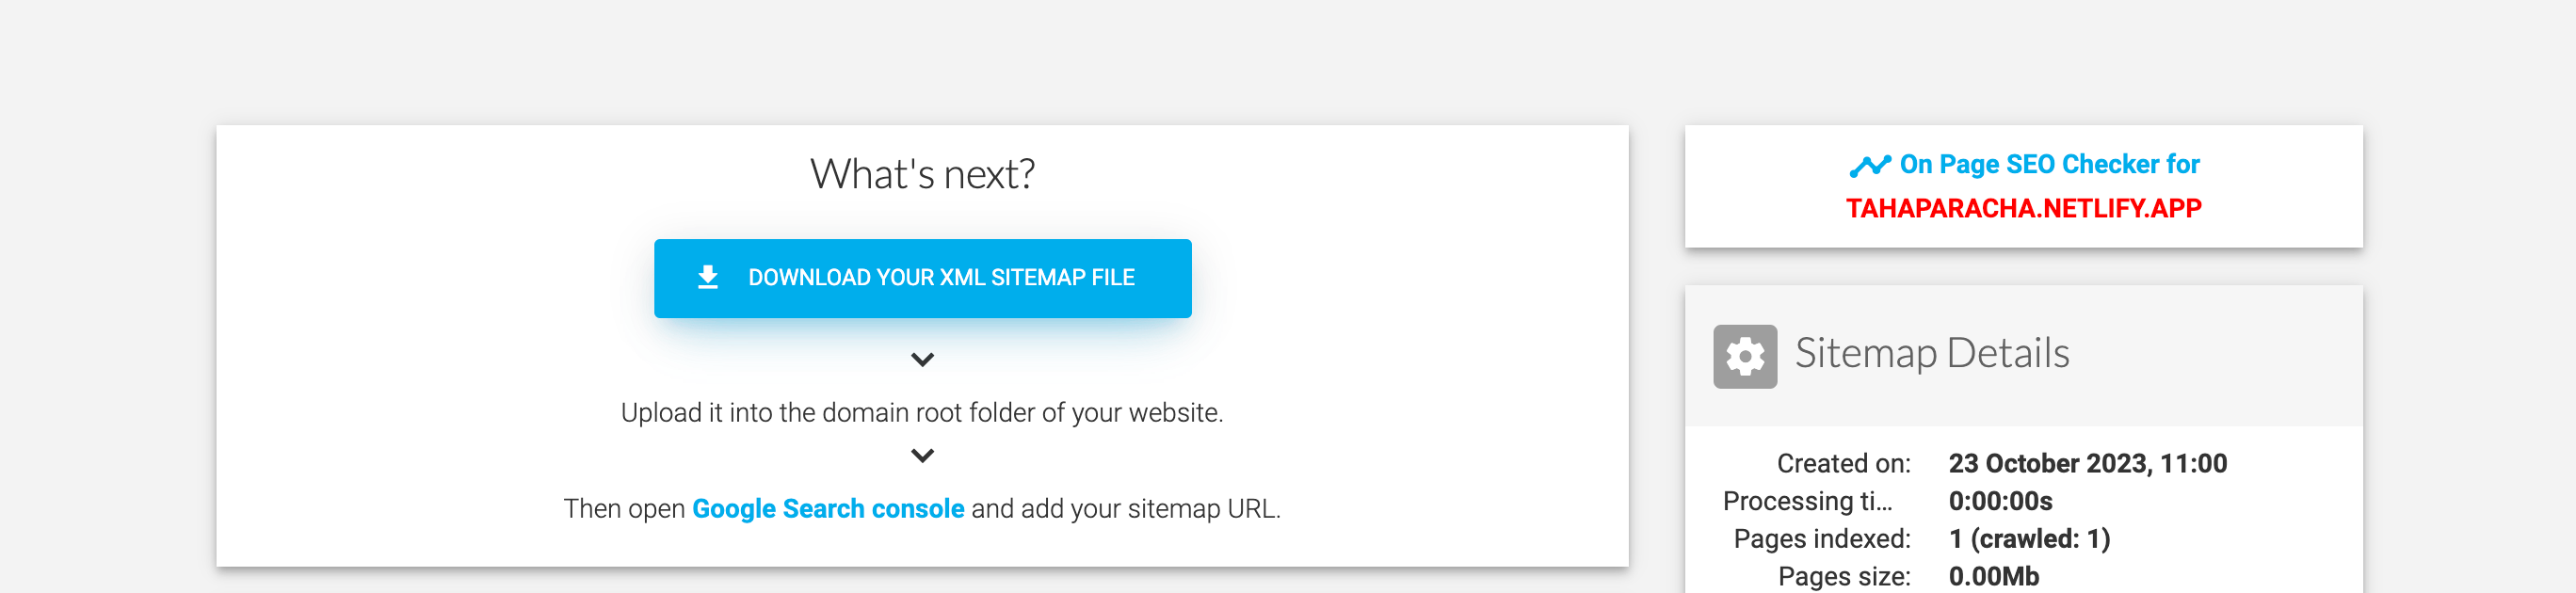 What's next?
DOWNLOAD YOUR XML SITEMAP FILE
Upload it into the domain root folder of your website.
Then open Google Search console and add your sitemap URL.
On Page SEO Checker for
TAHAPARACHA.NETLIFY.APP
Sitemap Details
Created on: 23 October 2023, 11:00
Processing ti... 0:00:00s
Pages indexed: 1 (crawled: 1)
Pages size: 0.00Mb